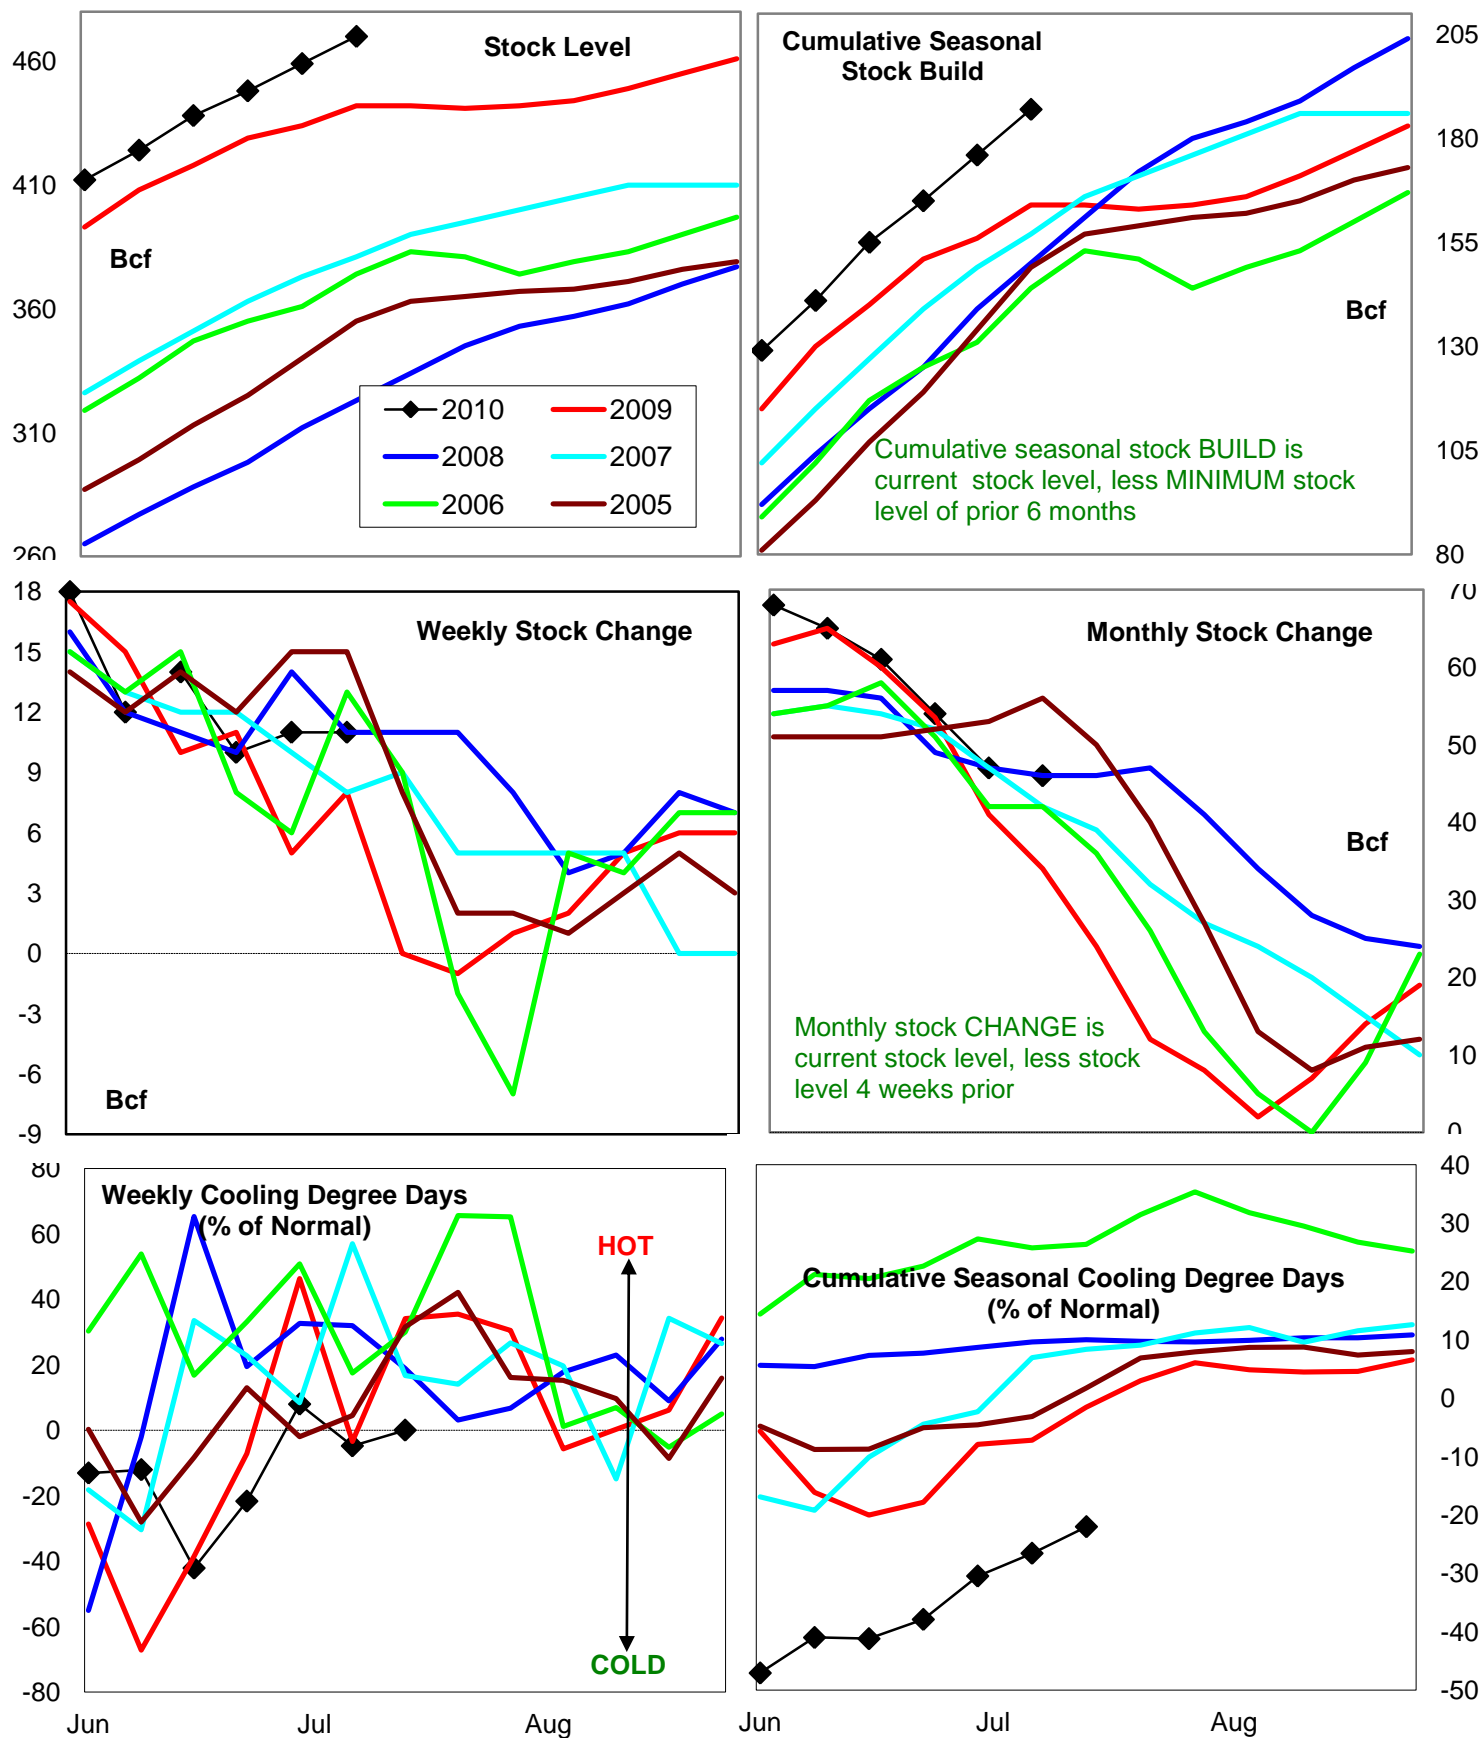 Stock Level
460
410
360
310
260
Bcf
2010
2009
2008
2007
2006
2005
Cumulative Seasonal
Stock Build
205
180
155
130
105
80
Bcf
Cumulative seasonal stock BUILD is
current stock level, less MINIMUM stock
level of prior 6 months
Weekly Stock Change
18
15
12
9
6
3
0
-3
-6
-9
Bcf
Monthly Stock Change
70
60
50
40
30
20
10
0
Bcf
Monthly stock CHANGE is
current stock level, less stock
level 4 weeks prior
Weekly Cooling Degree Days
(% of Normal)
80
60
40
20
0
-20
-40
-60
-80
HOT
COLD
Jun
Jul
Aug
Cumulative Seasonal Cooling Degree Days
(% of Normal)
40
30
20
10
0
-10
-20
-30
-40
-50
Jun
Jul
Aug